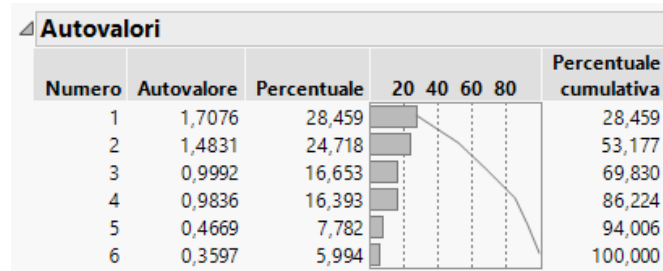 Autovalori
Percentuale
Numero Autovalore Percentuale 20 40 60 80 cumulativa
1 1,7076 28,459 28,459
2 1,4831 24,718 53,177
3 0,9992 16,653 69,830
4 0,9836 16,393 86,224
5 0,4669 7,782 94,006
6 0,3597 5,994 100,000